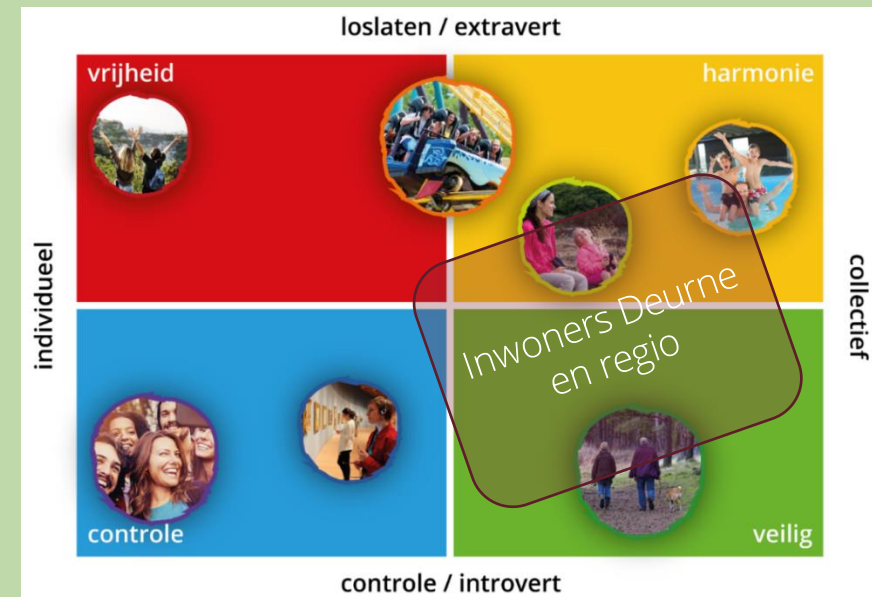 loslaten / extravert
vrijheid
harmonie
individueel
collectief
Inwoners Deurne
en regio
controle
veilig
controle / introvert